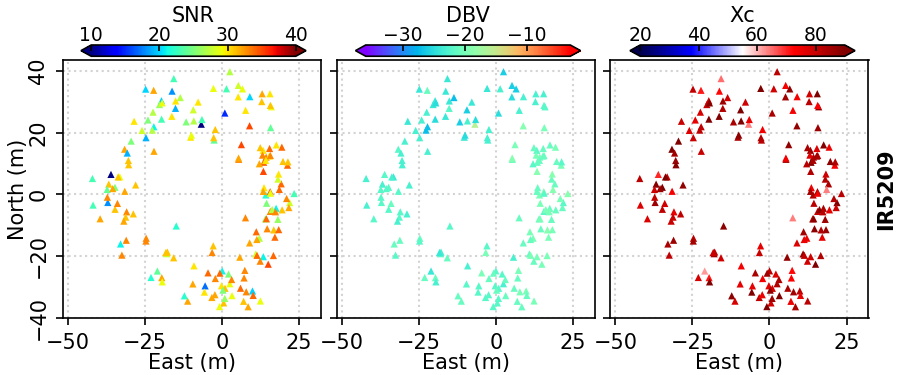 SNR DBV Xc
10 20 30 40 −30 −20 −10 20 40 60 80
40
20
0
−20
−40
North (m)
IR5209
−50 −25 0 25 −50 −25 0 25 −50 −25 0 25
East (m) East (m) East (m)